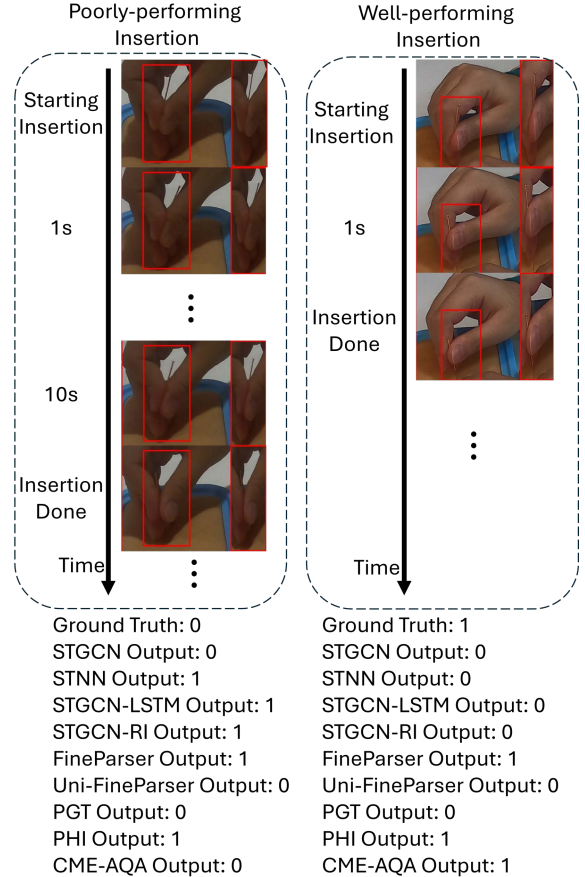 Poorly-performing
Insertion
Starting
Insertion
1s
10s
Insertion
Done
Time
Ground Truth: 0
STGCN Output: 0
STNN Output: 1
STGCN-LSTM Output: 1
STGCN-RI Output: 1
FineParser Output: 1
Uni-FineParser Output: 0
PGT Output: 0
PHI Output: 1
CME-AQA Output: 0
Well-performing
Insertion
Starting
Insertion
1s
Insertion
Done
Time
Ground Truth: 1
STGCN Output: 0
STNN Output: 0
STGCN-LSTM Output: 0
STGCN-RI Output: 0
FineParser Output: 1
Uni-FineParser Output: 0
PGT Output: 0
PHI Output: 1
CME-AQA Output: 1